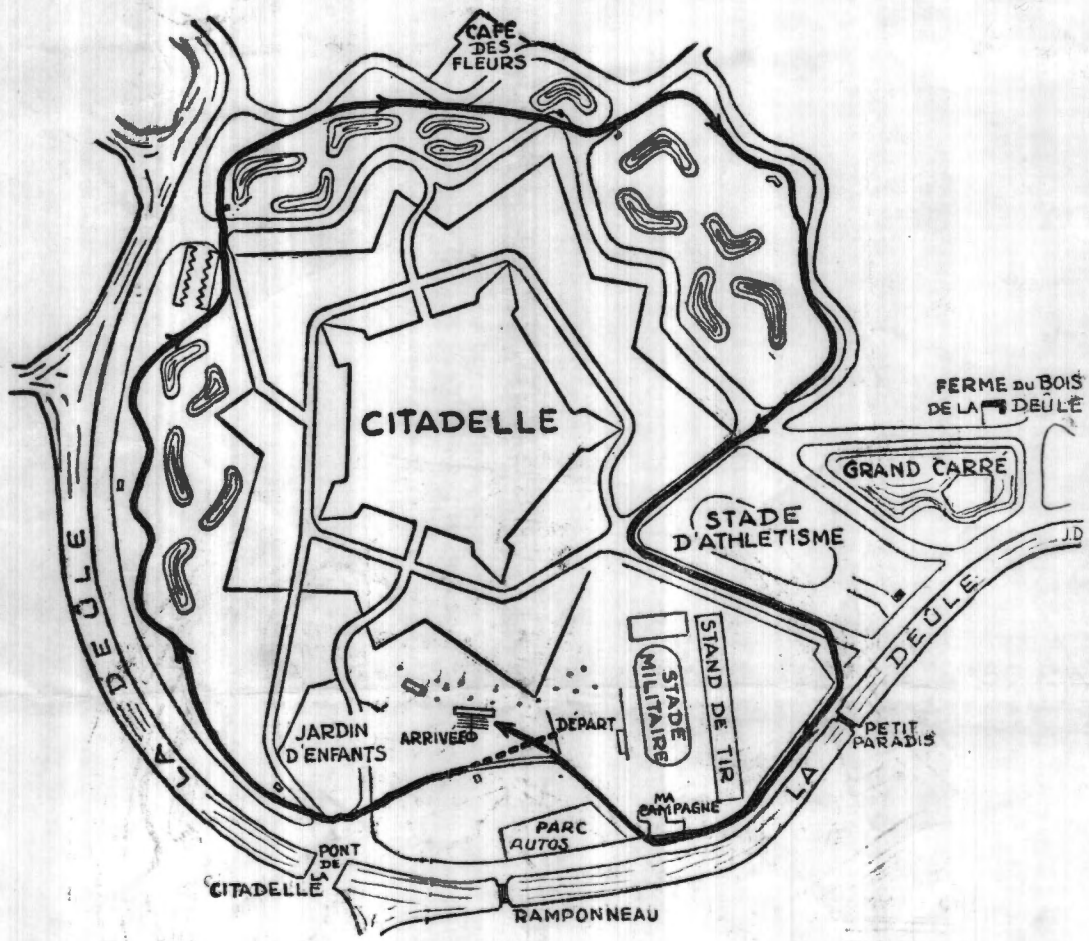 CAFE
DES
FLEURS
CITADELLE
FERME DU BOIS
DE LA DEÛLE
GRAND CARRÉ
STADE
D'ATHLETISME
J.D
LA DEÛLE
LA DEÛLE
STAND DE TIR
STADE
MILITAIRE
PETIT
PARADIS
JARDIN
D'ENFANTS
ARRIVÉE
DÉPART
MA
CAMPAGNE
PARC
AUTOS
PONT
DE
LA
CITADELLE
RAMPONNEAU